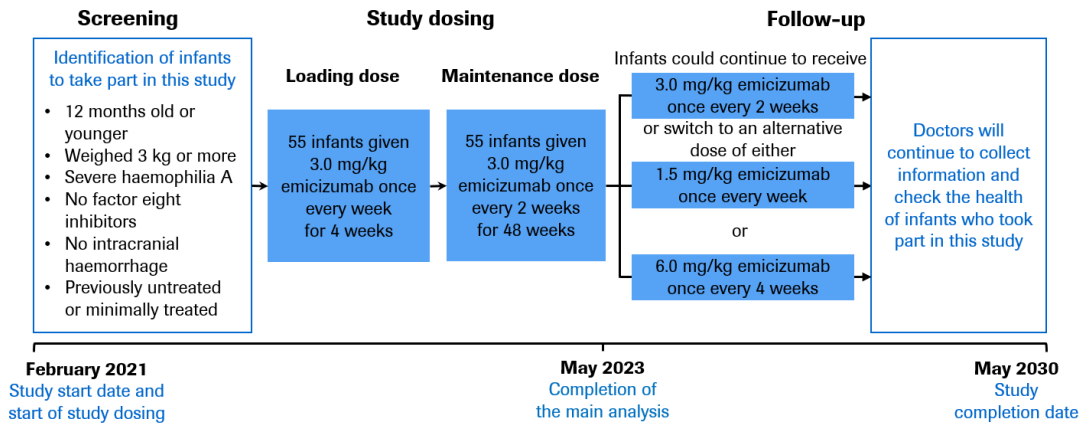 Screening
Study dosing
Follow-up
Identification of infants
to take part in this study
• 12 months old or
younger
• Weighed 3 kg or more
• Severe haemophilia A
• No factor eight
inhibitors
• No intracranial
haemorrhage
• Previously untreated
or minimally treated
Loading dose
55 infants given
3.0 mg/kg
emicizumab once
every week
for 4 weeks
Maintenance dose
55 infants given
3.0 mg/kg
emicizumab once
every 2 weeks
for 48 weeks
Infants could continue to receive
3.0 mg/kg emicizumab
once every 2 weeks
or switch to an alternative
dose of either
1.5 mg/kg emicizumab
once every week
or
6.0 mg/kg emicizumab
once every 4 weeks
Doctors will
continue to collect
information and
check the health
of infants who took
part in this study
February 2021
Study start date and
start of study dosing
May 2023
Completion of
the main analysis
May 2030
Study
completion date